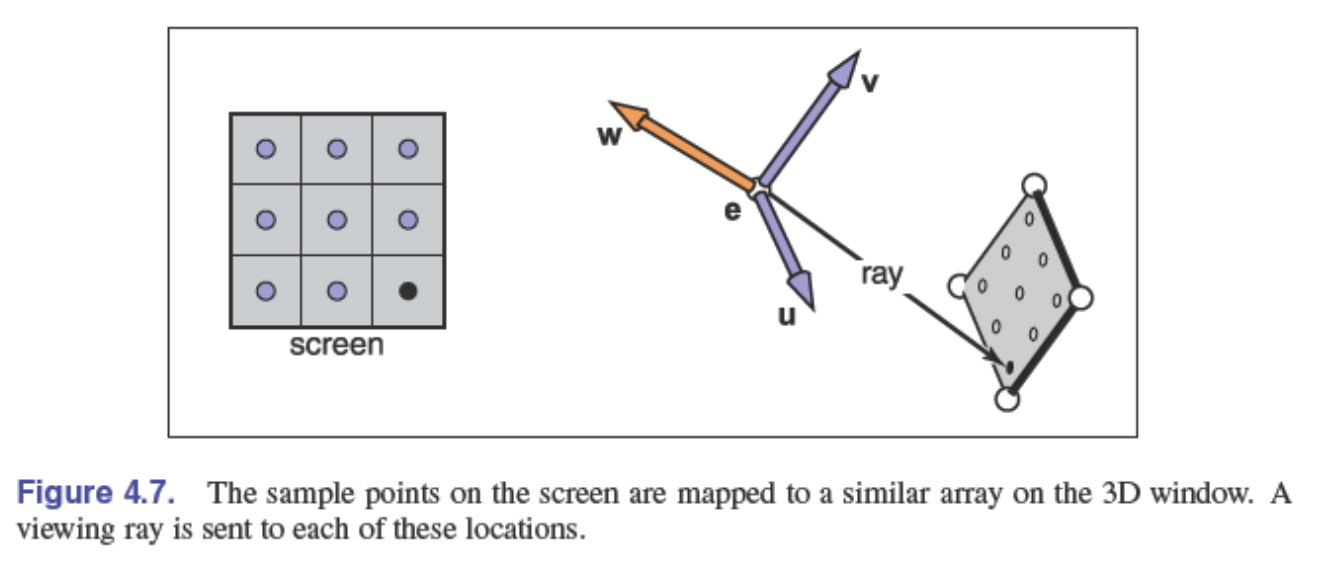 v
w
e
ray
u
screen
Figure 4.7. The sample points on the screen are mapped to a similar array on the 3D window. A
viewing ray is sent to each of these locations.